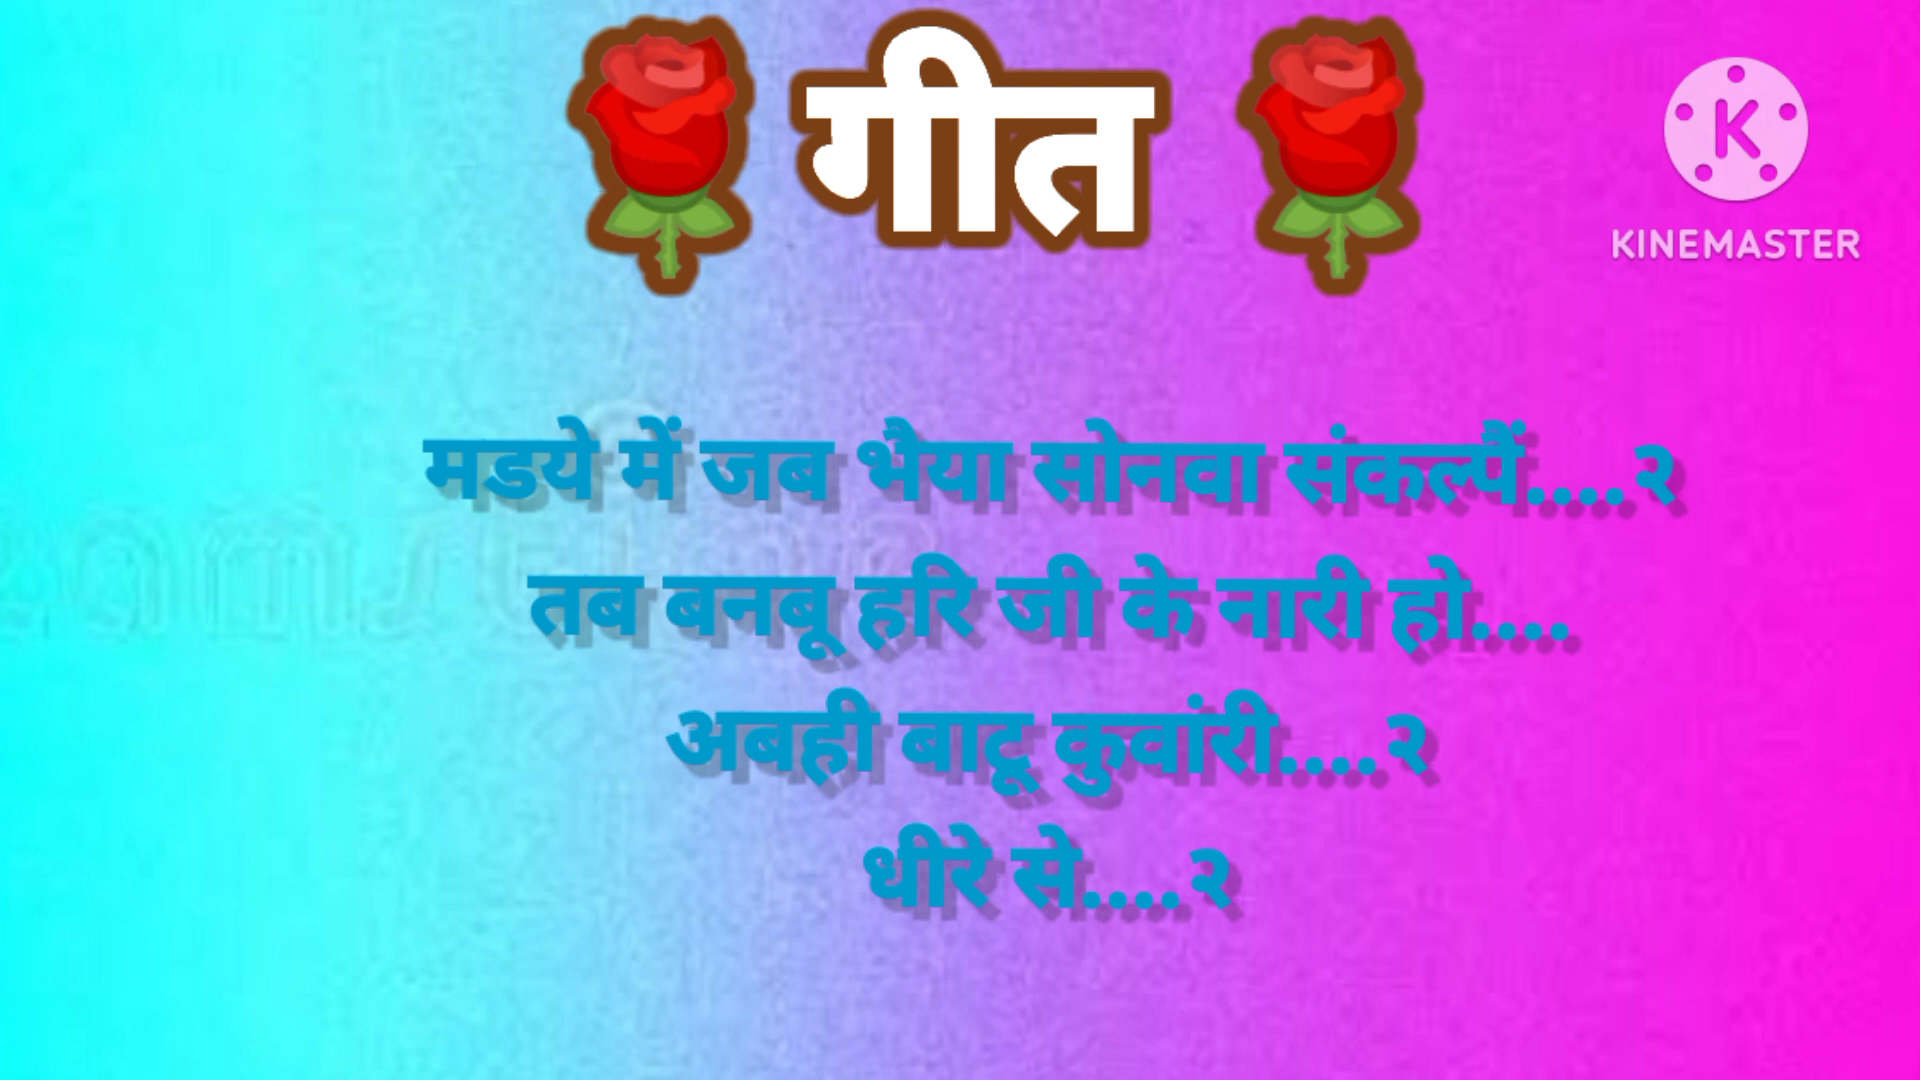 गीत
KINEMASTER
मडये में जब भैया सोनवा संकल्पैं....२
तब बनबू हरि जी के नारी हो....
अबही बाटू कुवांरी....२
धीरे से....२